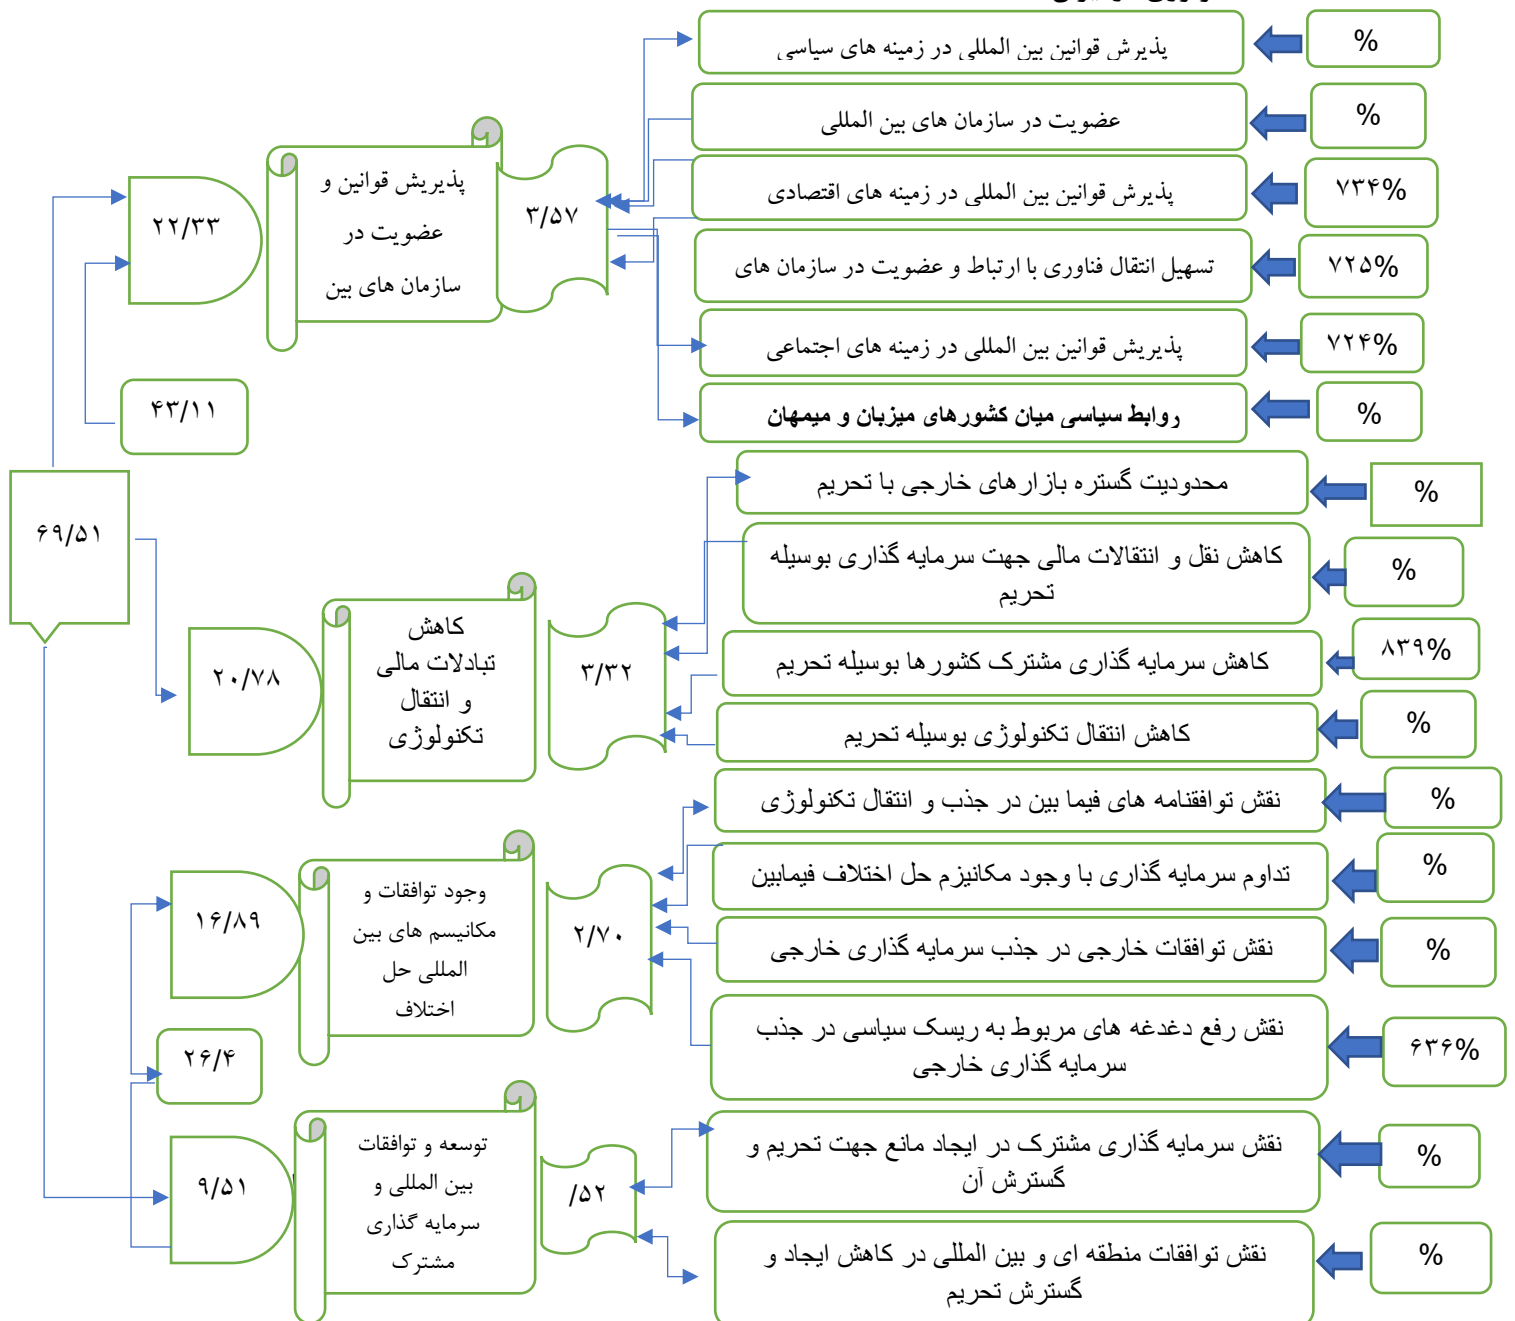 پذیرش قوانین بین المللی در زمینه های سیاسی
%
عضویت در سازمان های بین المللی
%
پذیرش قوانین بین المللی در زمینه های اقتصادی
۷۳۴%
تسهیل انتقال فناوری با ارتباط و عضویت در سازمان های
۷۲۵%
پذیریش قوانین بین المللی در زمینه های اجتماعی
۷۲۴%
روابط سیاسی میان کشورهای میزبان و میمهان
%
۳/۵۷
پذیریش قوانین و
عضویت در
سازمان های بین
۲۲/۳۳
۴۳/۱۱
۶۹/۵۱
محدودیت گستره بازارهای خارجی با تحریم
%
کاهش نقل و انتقالات مالی جهت سرمایه گذاری بوسیله
تحریم
%
کاهش سرمایه گذاری مشترک کشورها بوسیله تحریم
۸۳۹%
کاهش انتقال تکنولوژی بوسیله تحریم
%
۳/۳۲
کاهش
تبادلات مالی
و انتقال
تکنولوژی
۲۰/۷۸
نقش توافقنامه های فیما بین در جذب و انتقال تکنولوژی
%
تداوم سرمایه گذاری با وجود مکانیزم حل اختلاف فیمابین
%
نقش توافقات خارجی در جذب سرمایه گذاری خارجی
%
نقش رفع دغدغه های مربوط به ریسک سیاسی در جذب
سرمایه گذاری خارجی
۶۳۶%
۲/۷۰
وجود توافقات و
مکانیسم های بین
المللی حل
اختلاف
۱۶/۸۹
۲۶/۴
نقش سرمایه گذاری مشترک در ایجاد مانع جهت تحریم و
گسترش آن
%
نقش توافقات منطقه ای و بین المللی در کاهش ایجاد و
گسترش تحریم
%
/۵۲
توسعه و توافقات
بین المللی و
سرمایه گذاری
مشترک
۹/۵۱